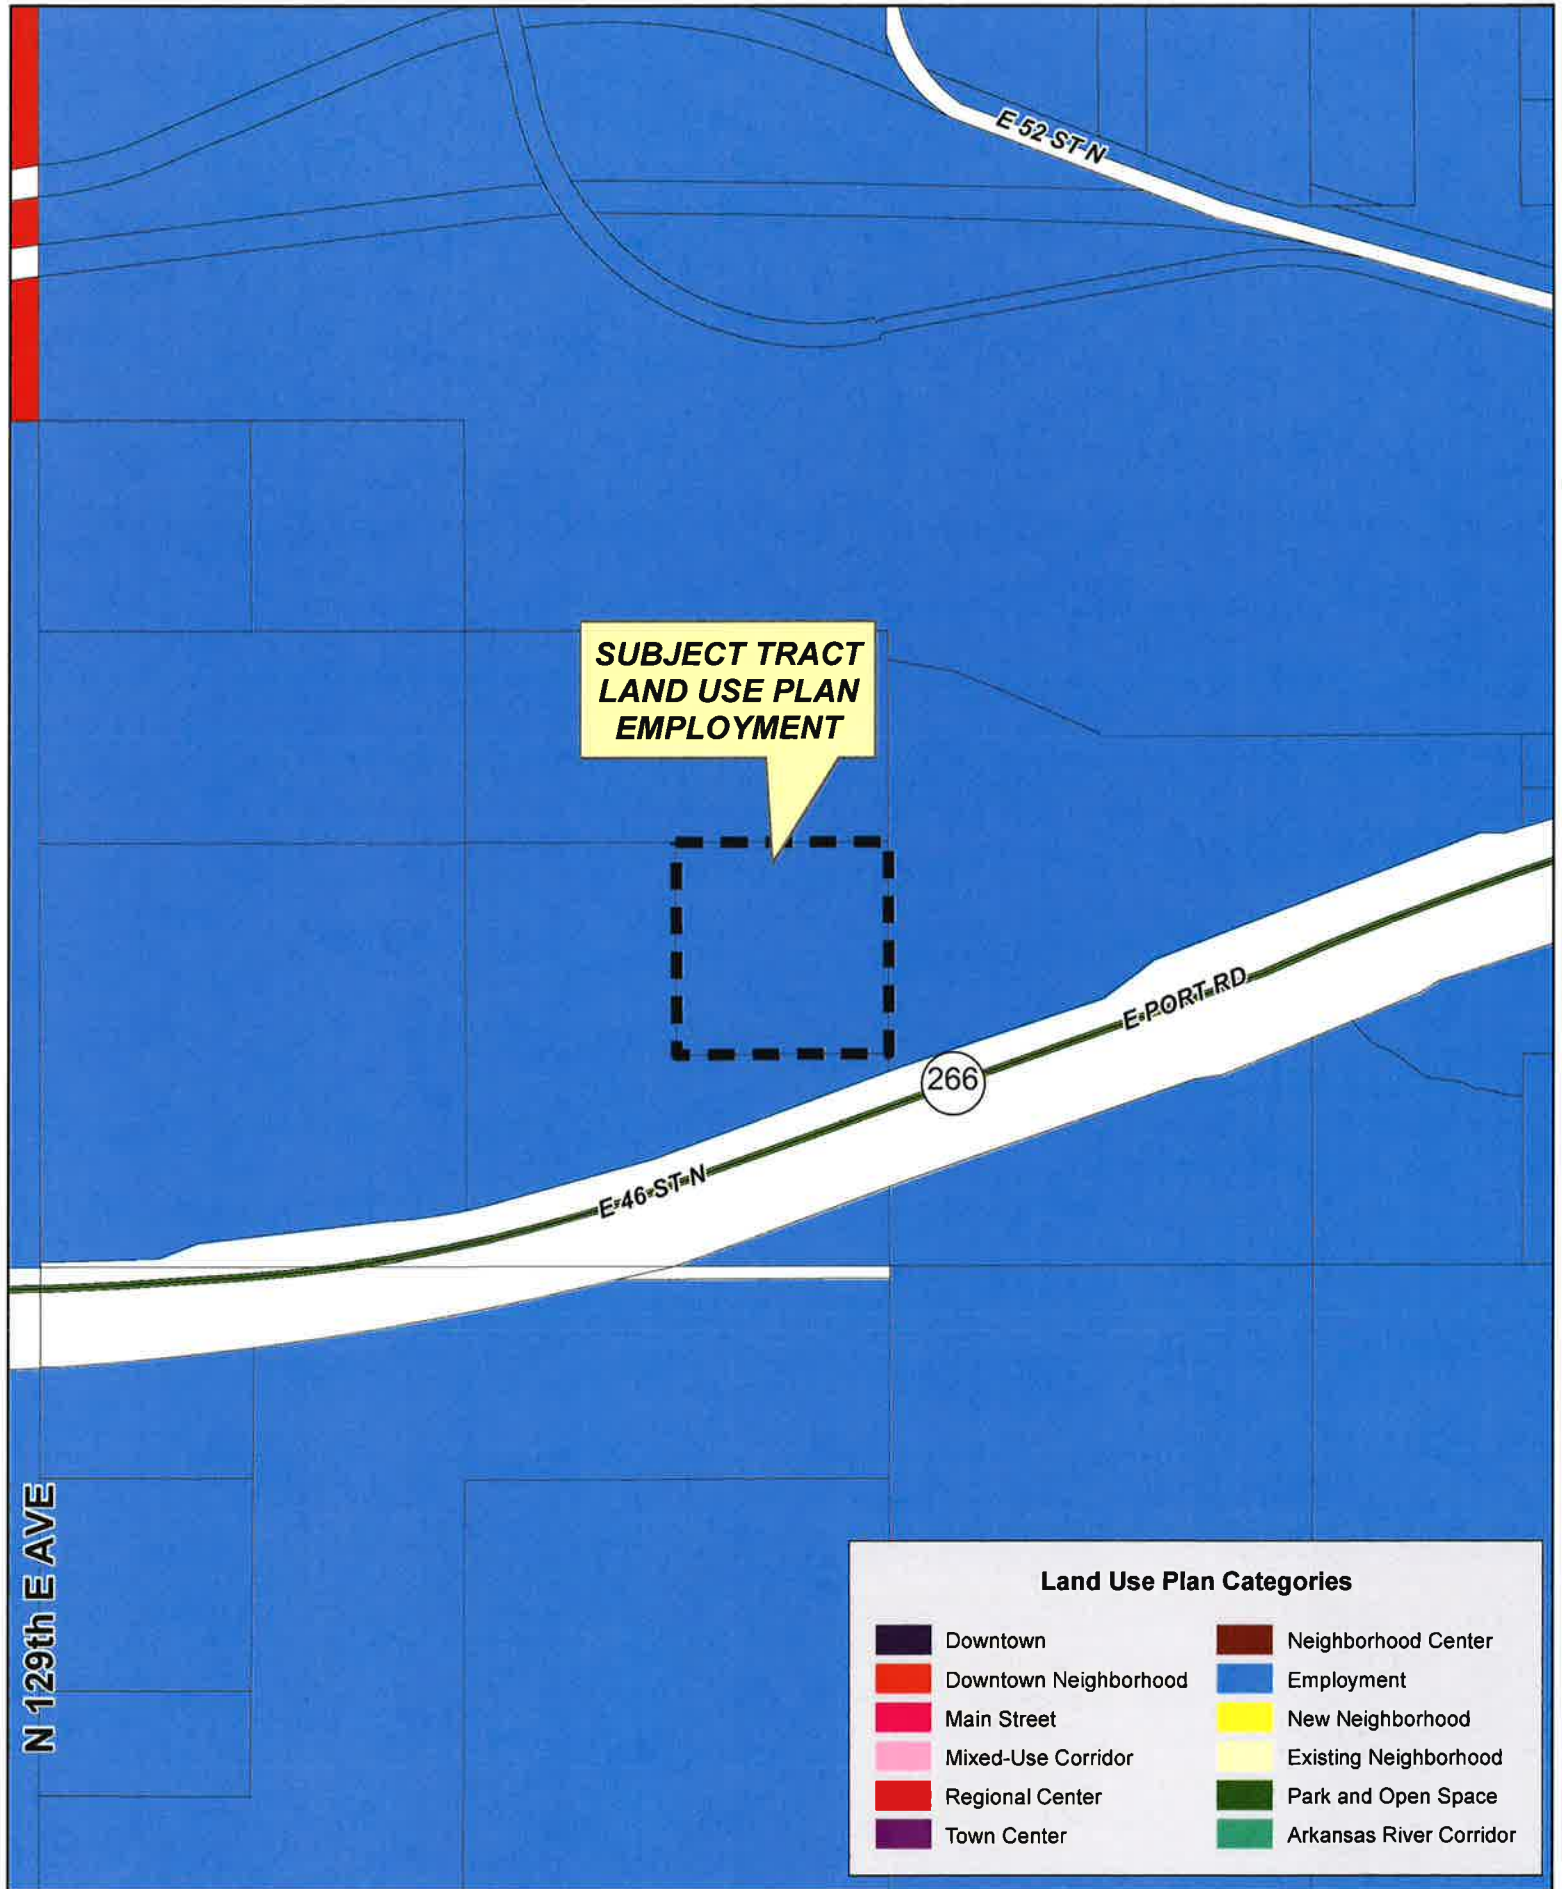 E 52 ST N
SUBJECT TRACT
LAND USE PLAN
EMPLOYMENT
E PORT RD
266
E 46 ST N
N 129th E AVE
Land Use Plan Categories
Downtown
Downtown Neighborhood
Main Street
Mixed-Use Corridor
Regional Center
Town Center
Neighborhood Center
Employment
New Neighborhood
Existing Neighborhood
Park and Open Space
Arkansas River Corridor